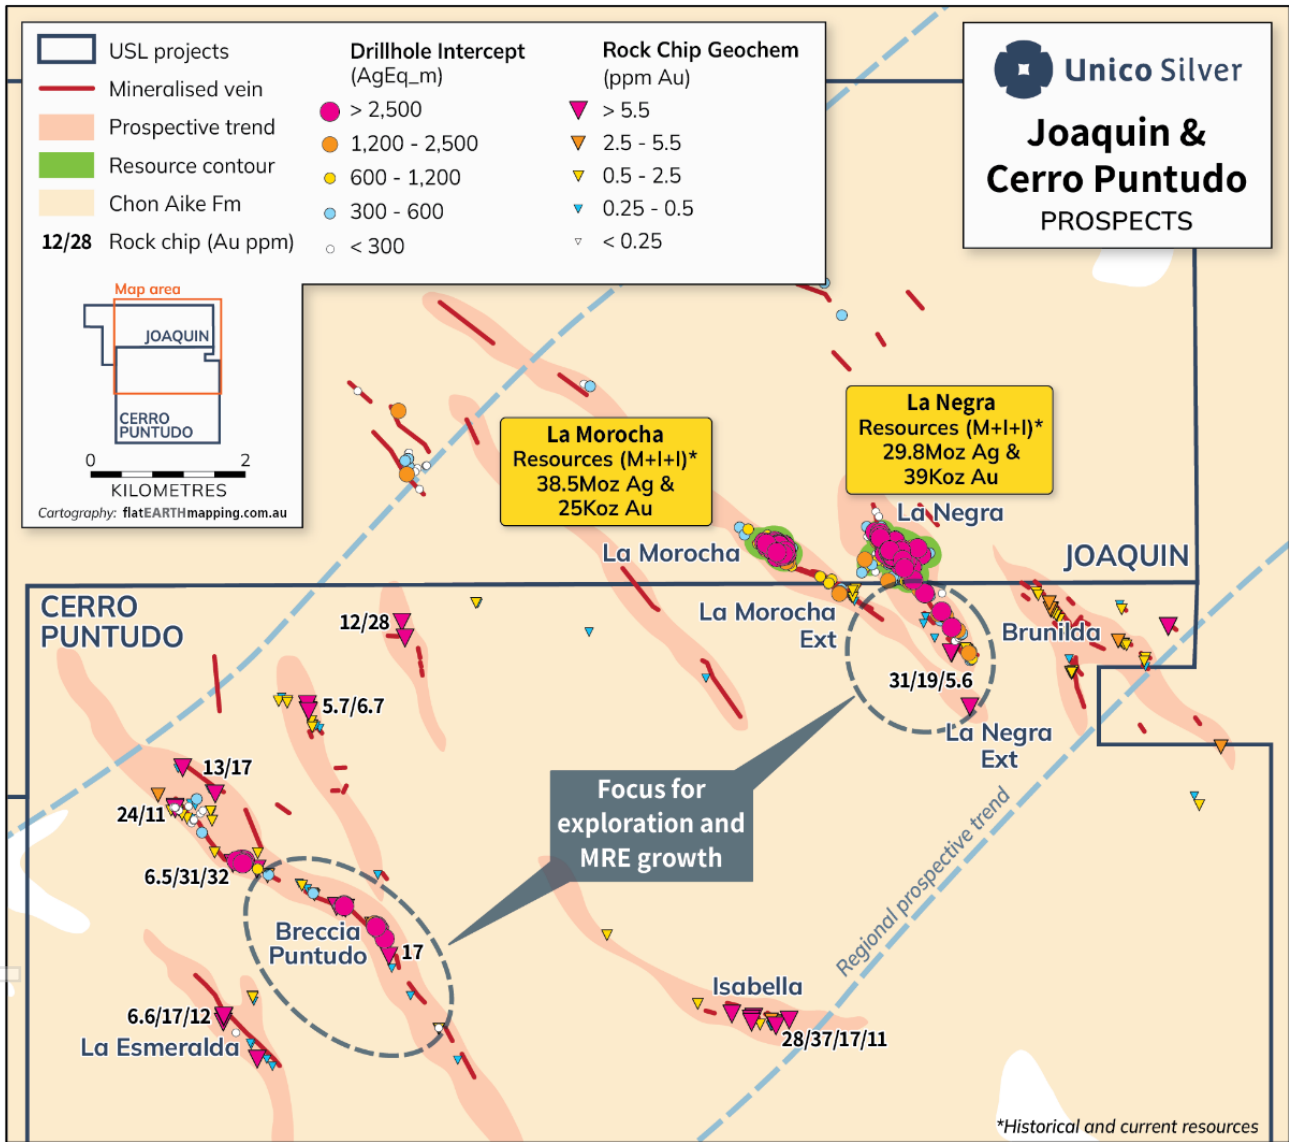 USL projects
Mineralised vein
Prospective trend
Resource contour
Chon Aike Fm
12/28 Rock chip (Au ppm)
Drillhole Intercept
(AgEq_m)
> 2,500
1,200 - 2,500
600 - 1,200
300 - 600
< 300
Rock Chip Geochem
(ppm Au)
> 5.5
2.5 - 5.5
0.5 - 2.5
0.25 - 0.5
< 0.25
Unico Silver
Joaquin &
Cerro Puntudo
PROSPECTS
Map area
JOAQUIN
CERRO
PUNTUDO
0 2
KILOMETRES
Cartography: flatEARTHmapping.com.au
La Morocha
Resources (M+I+I)*
38.5Moz Ag &
25Koz Au
La Negra
Resources (M+I+I)*
29.8Moz Ag &
39Koz Au
La Negra
La Morocha
JOAQUIN
CERRO
PUNTUDO
12/28
La Morocha
Ext
Brunilda
31/19/5.6
5.7/6.7
La Negra
Ext
13/17
24/11
Focus for
exploration and
MRE growth
6.5/31/32
Regional prospective trend
Breccia
Puntudo
17
Isabella
6.6/17/12
28/37/17/11
La Esmeralda
*Historical and current resources